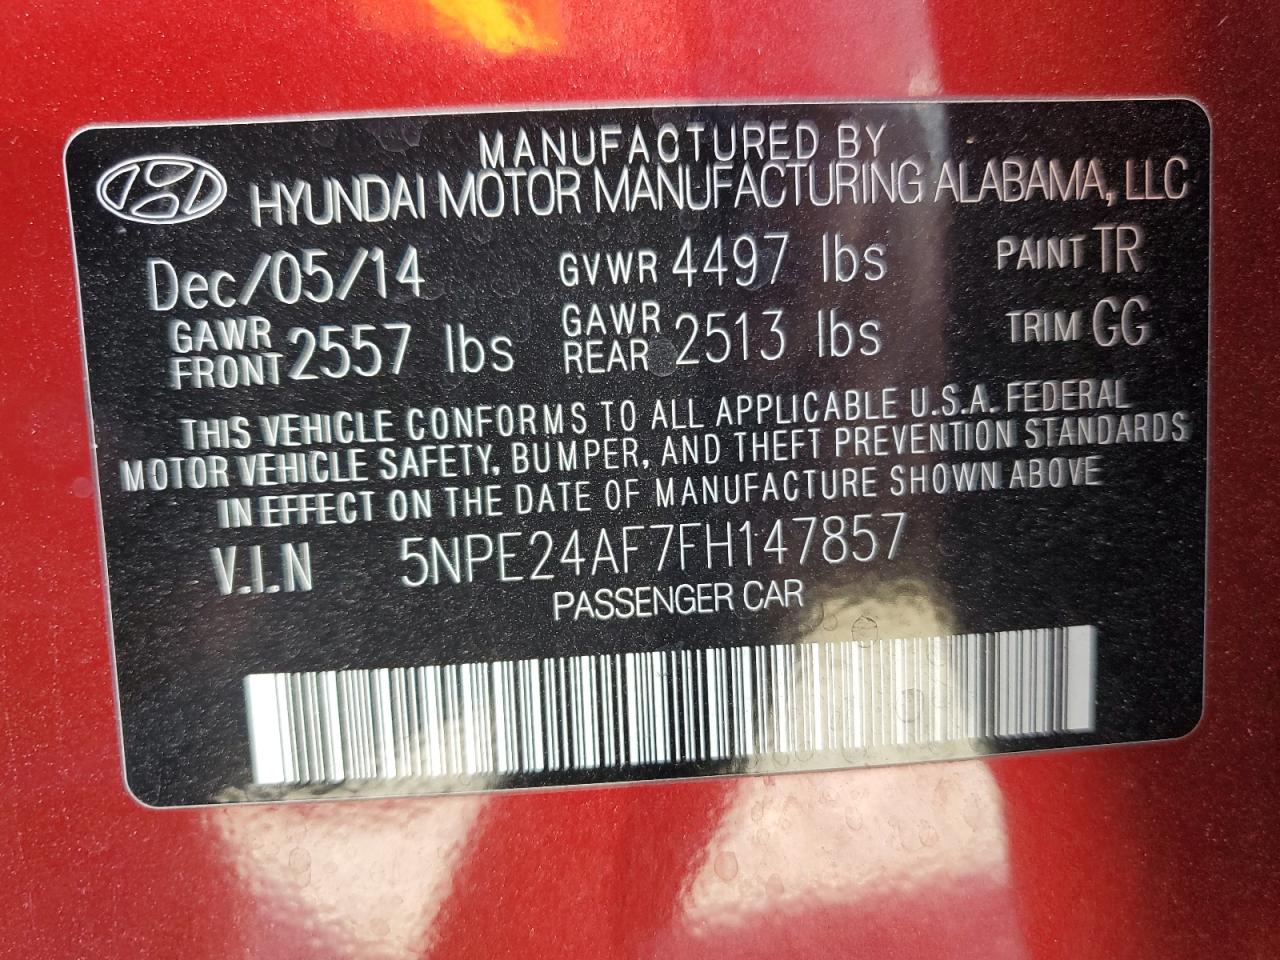 MANUFACTURED BY
HYUNDAI MOTOR MANUFACTURING ALABAMA, LLC
Dec/05/14 GVWR 4497 lbs PAINT TR
GAWR FRONT 2557 lbs GAWR REAR 2513 lbs TRIM GG
THIS VEHICLE CONFORMS TO ALL APPLICABLE U.S.A. FEDERAL
MOTOR VEHICLE SAFETY, BUMPER, AND THEFT PREVENTION STANDARDS
IN EFFECT ON THE DATE OF MANUFACTURE SHOWN ABOVE
V.I.N 5NPE24AF7FH147857
PASSENGER CAR